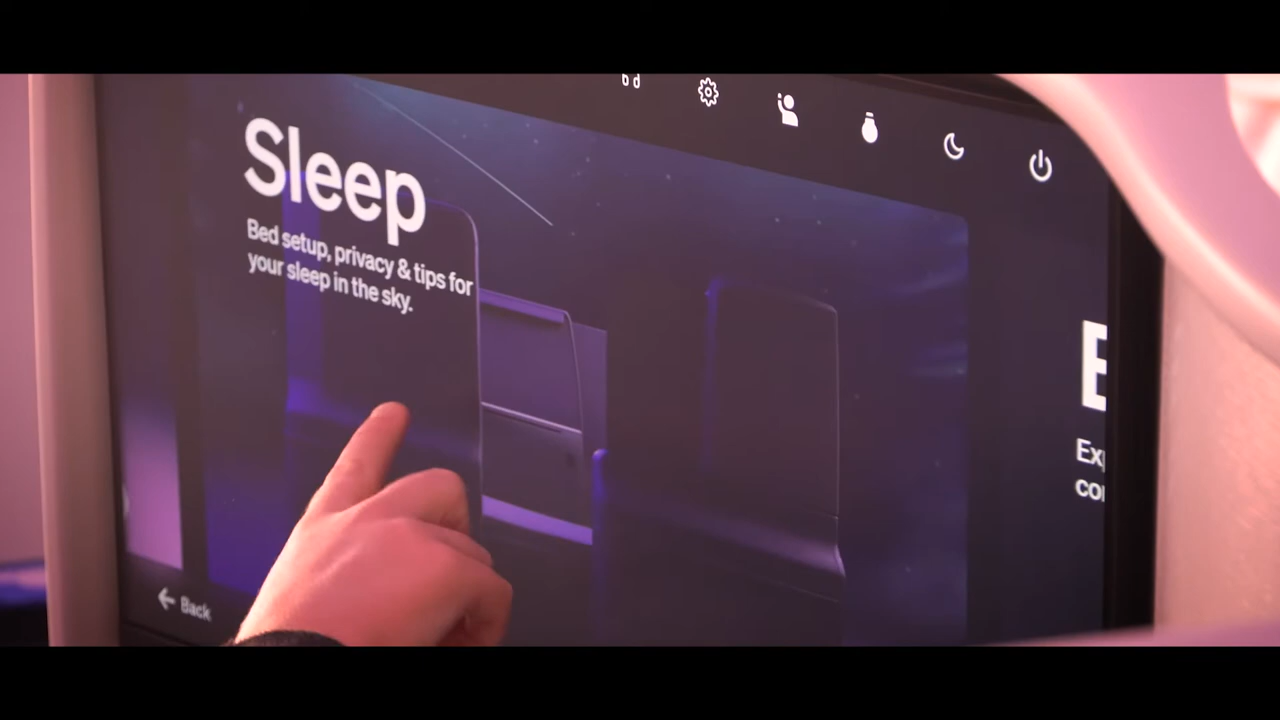 Sleep
Bed setup, privacy & tips for
your sleep in the sky.
Back